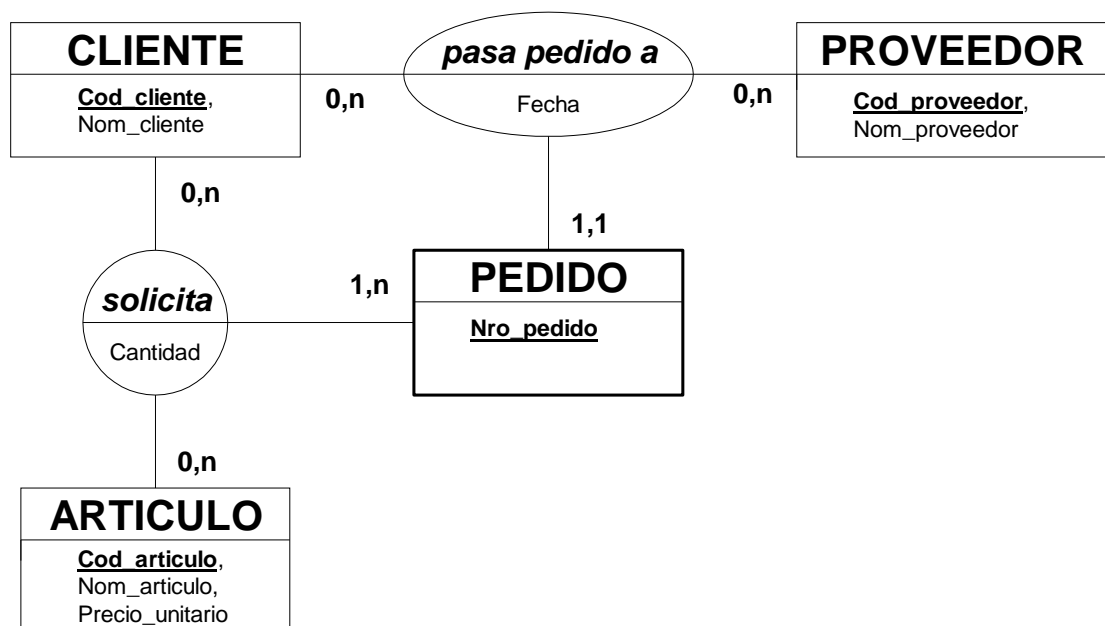 CLIENTE
Cod_cliente,
Nom_cliente
0,n
pasa pedido a
Fecha
0,n
PROVEEDOR
Cod_proveedor,
Nom_proveedor
0,n
1,1
solicita
Cantidad
1,n
PEDIDO
Nro_pedido
0,n
ARTICULO
Cod_articulo,
Nom_articulo,
Precio_unitario